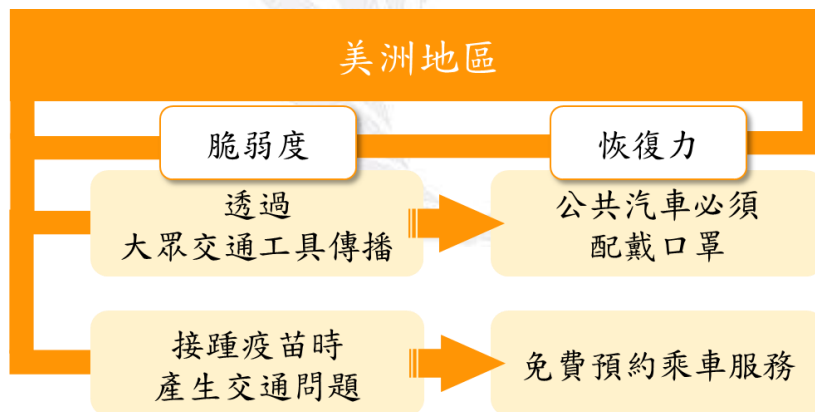 美洲地區
脆弱度
恢復力
透過
大眾交通工具傳播
公共汽車必須
配戴口罩
接踵疫苗時
產生交通問題
免費預約乘車服務